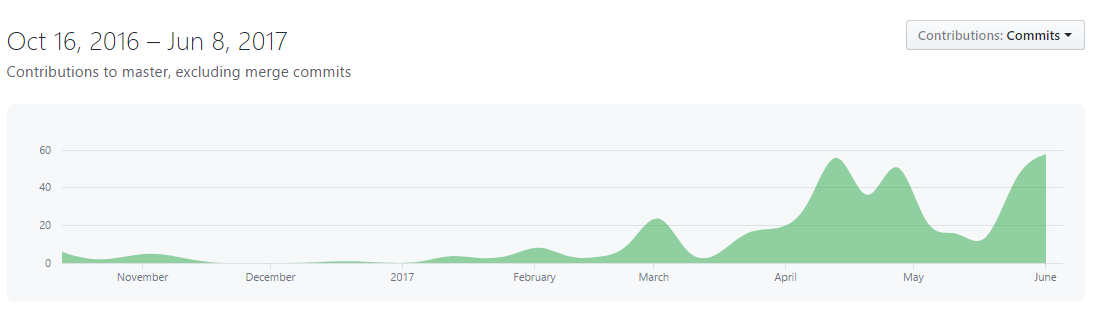 Oct 16, 2016 – Jun 8, 2017
Contributions: Commits
Contributions to master, excluding merge commits
60
40
20
0
November December 2017 February March April May June